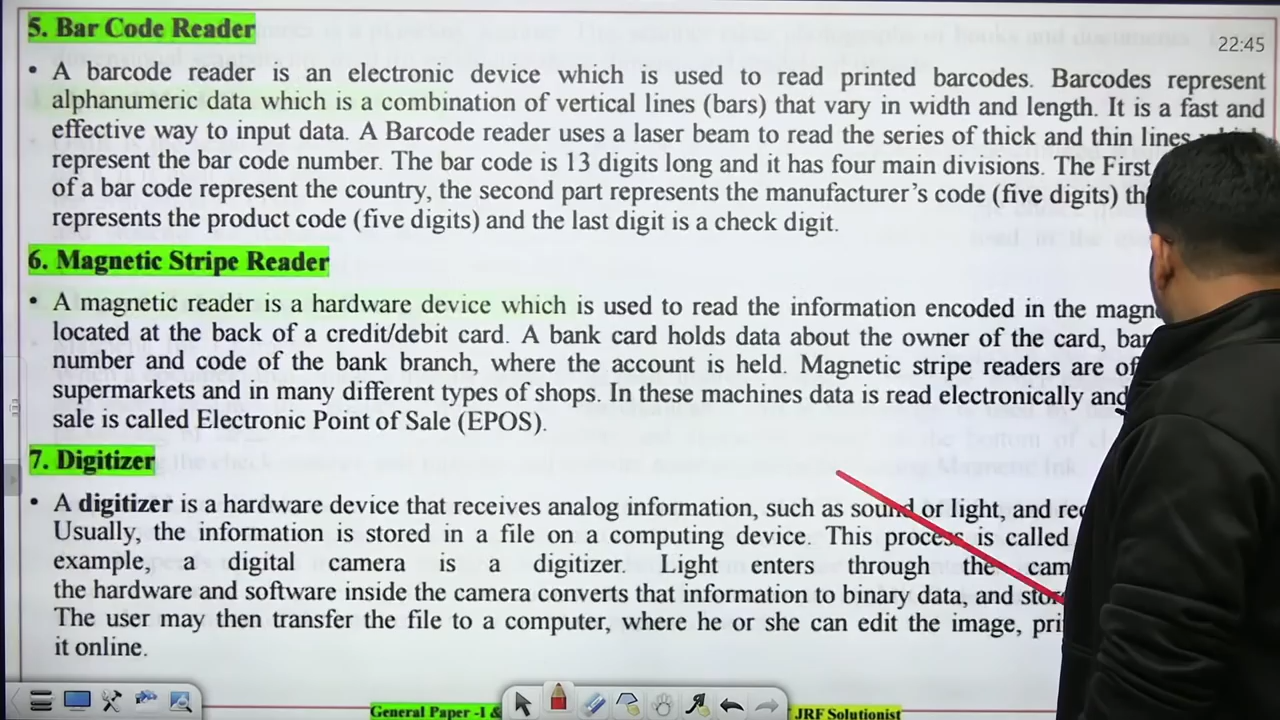 5. Bar Code Reader
22:45
• A barcode reader is an electronic device which is used to read printed barcodes. Barcodes represent
alphanumeric data which is a combination of vertical lines (bars) that vary in width and length. It is a fast and
effective way to input data. A Barcode reader uses a laser beam to read the series of thick and thin lines
represent the bar code number. The bar code is 13 digits long and it has four main divisions. The First
of a bar code represent the country, the second part represents the manufacturer’s code (five digits)
represents the product code (five digits) and the last digit is a check digit.
6. Magnetic Stripe Reader
• A magnetic reader is a hardware device which is used to read the information encoded in the
located at the back of a credit/debit card. A bank card holds data about the owner of the card,
number and code of the bank branch, where the account is held. Magnetic stripe readers are
supermarkets and in many different types of shops. In these machines data is read electronically and
sale is called Electronic Point of Sale (EPOS).
7. Digitizer
• A digitizer is a hardware device that receives analog information, such as sound or light, and
Usually, the information is stored in a file on a computing device. This process is called
example, a digital camera is a digitizer. Light enters through the
the hardware and software inside the camera converts that information to binary data, and
The user may then transfer the file to a computer, where he or she can edit the image,
it online.
General Paper -I &
JRF Solutionist